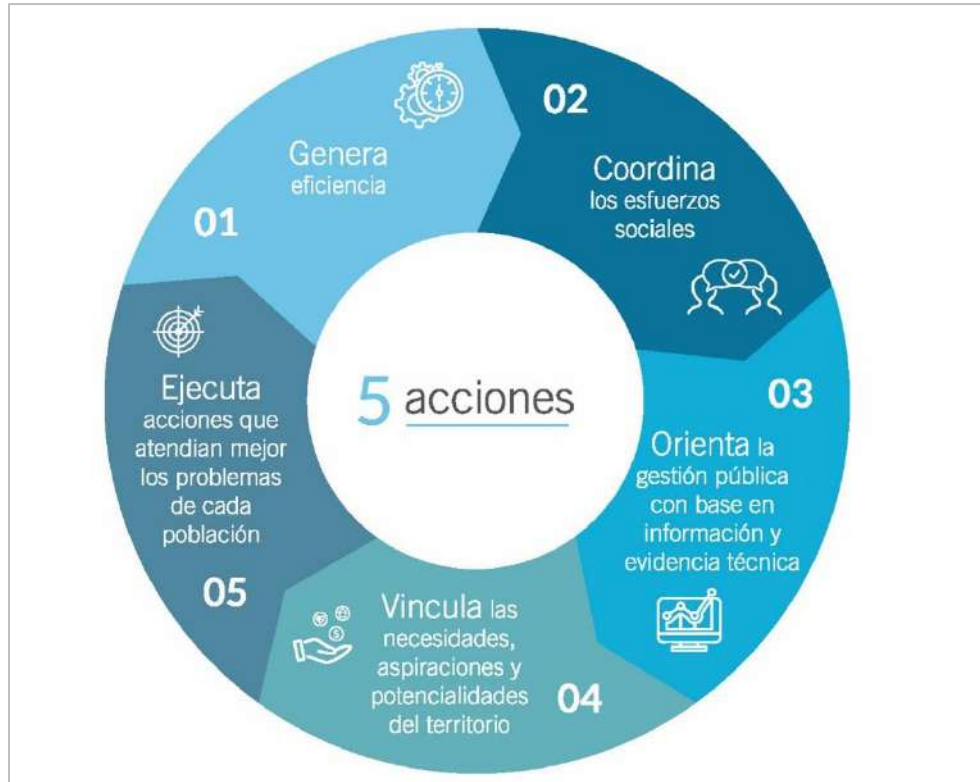 01
Genera
eficiencia
02
Coordina
los esfuerzos
sociales
03
Orienta la
gestión pública
con base en
información y
evidencia técnica
Vincula las
necesidades,
aspiraciones y
potencialidades
del territorio
04
Ejecuta
acciones que
atendian mejor
los problemas
de cada
población
05
5 acciones